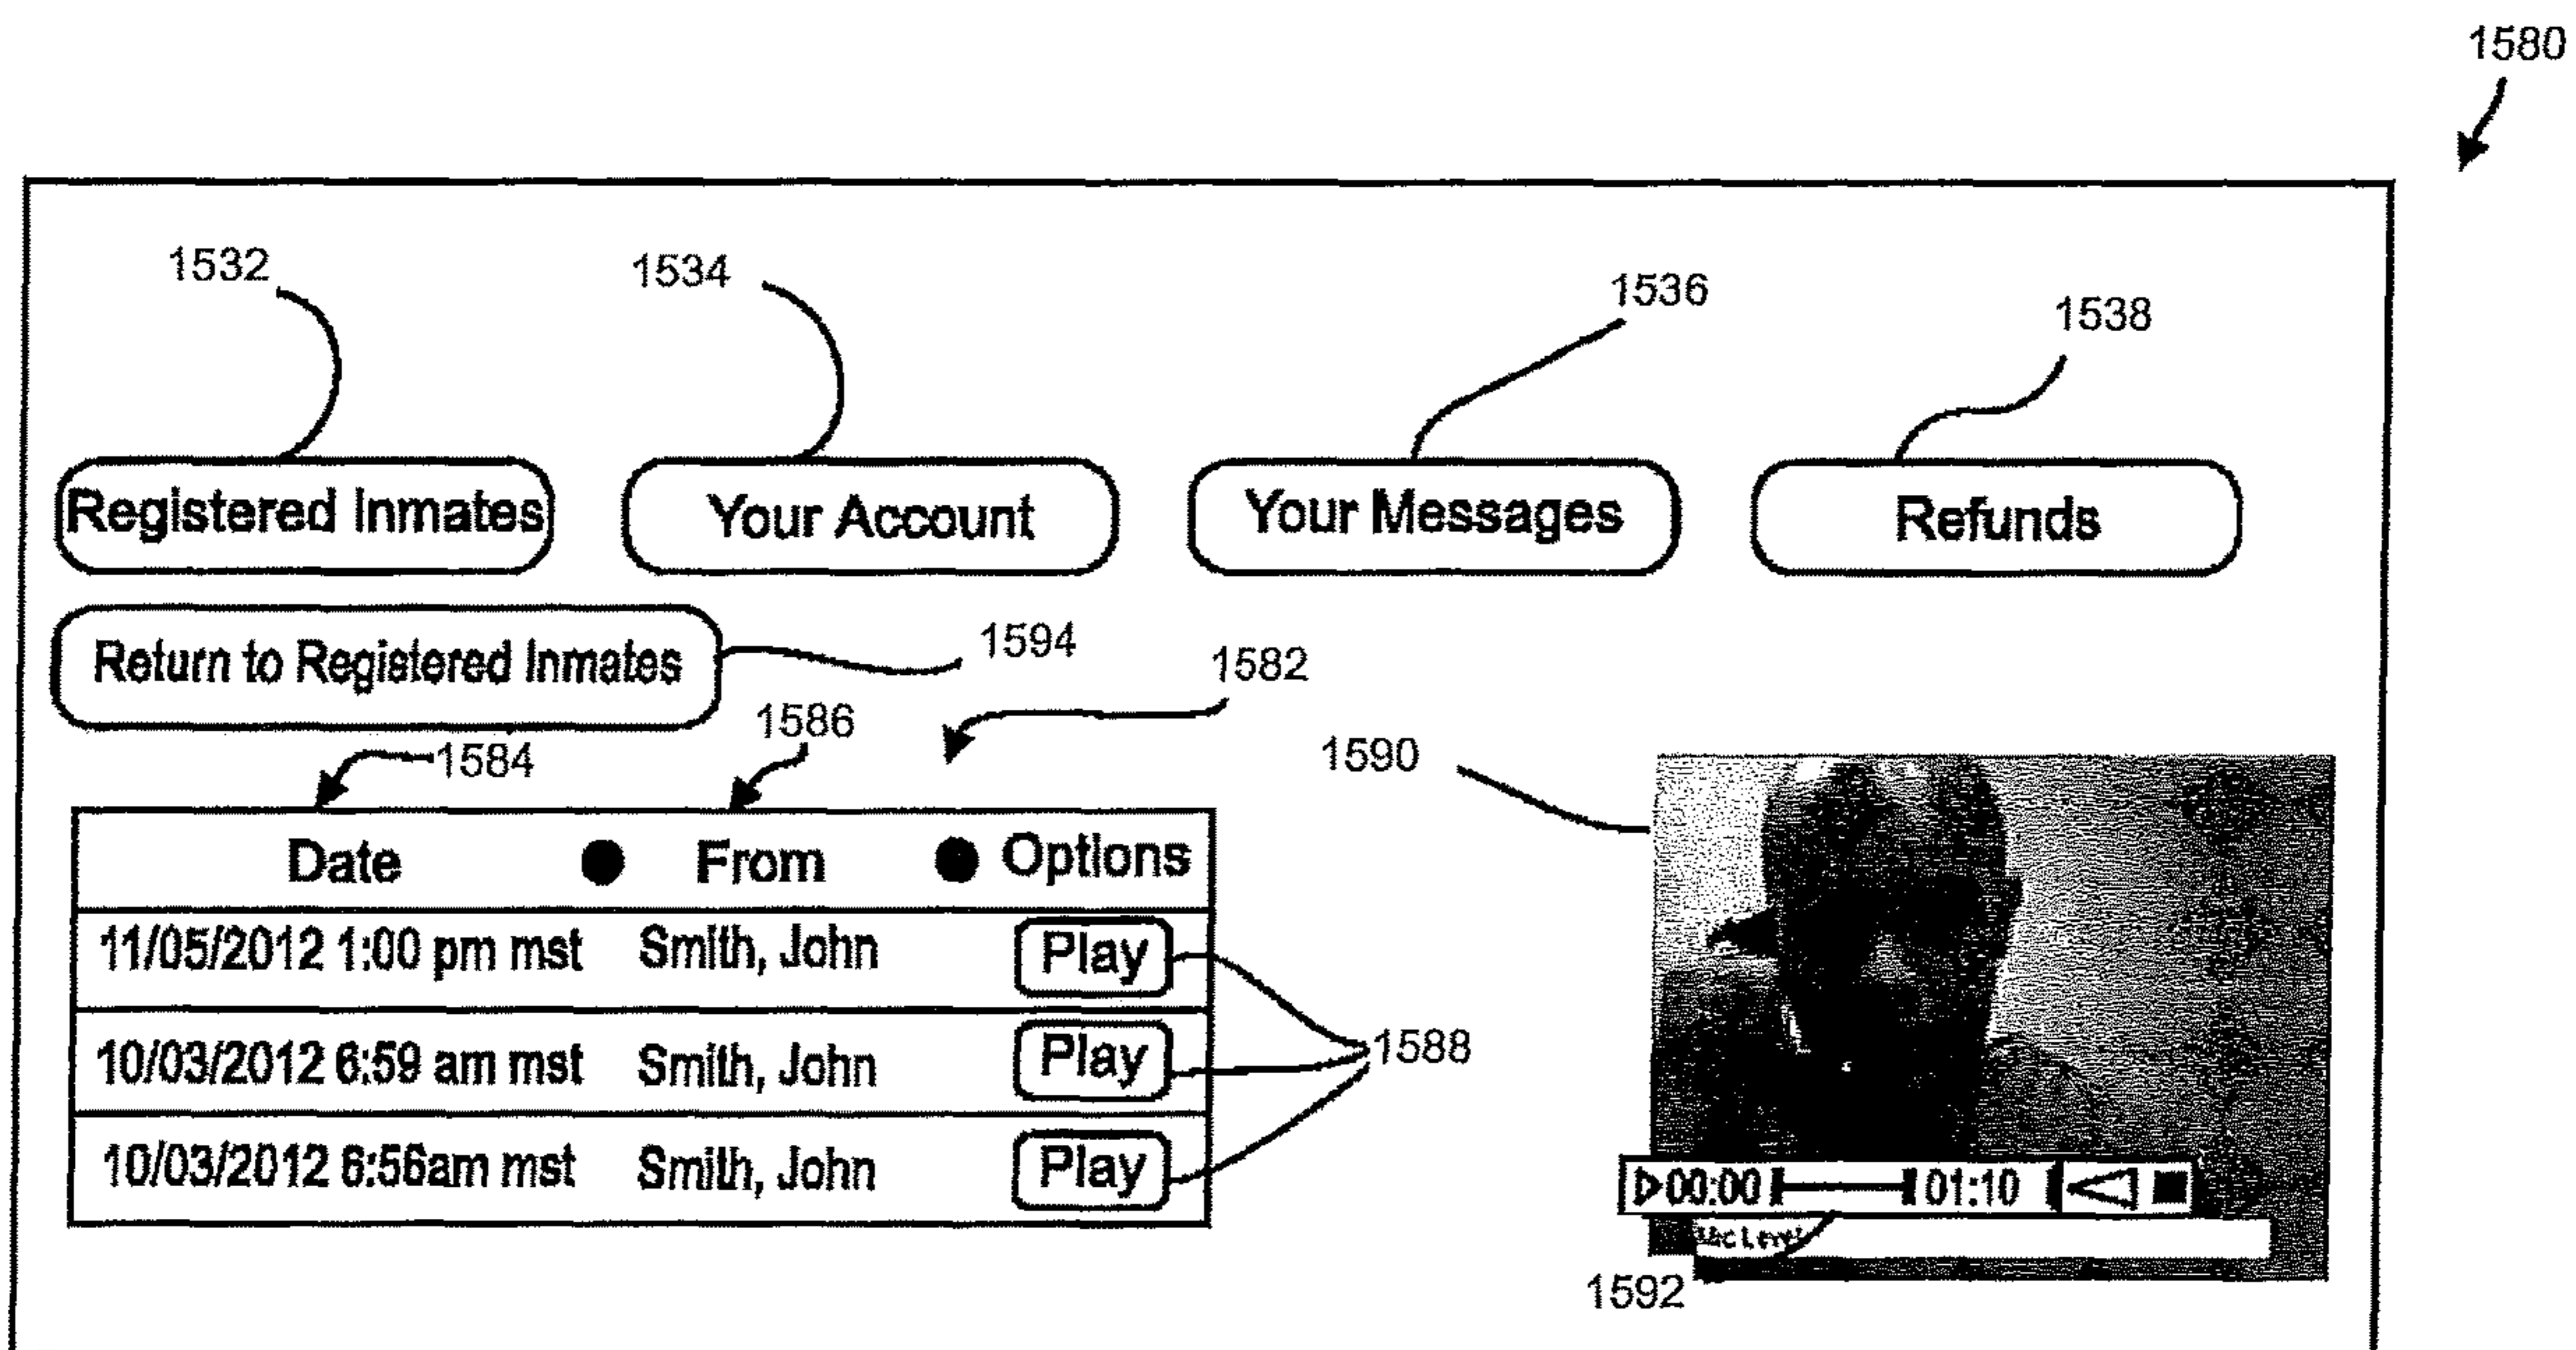 1580
1532
1534
1536
1538
Registered Inmates
Your Account
Your Messages
Refunds
Return to Registered Inmates
1594
1582
1586
1584
1590
Date ● From ● Options
11/05/2012 1:00 pm mst Smith, John Play
10/03/2012 6:59 am mst Smith, John Play
1588
10/03/2012 6:56am mst Smith, John Play
00:00 01:10
1592